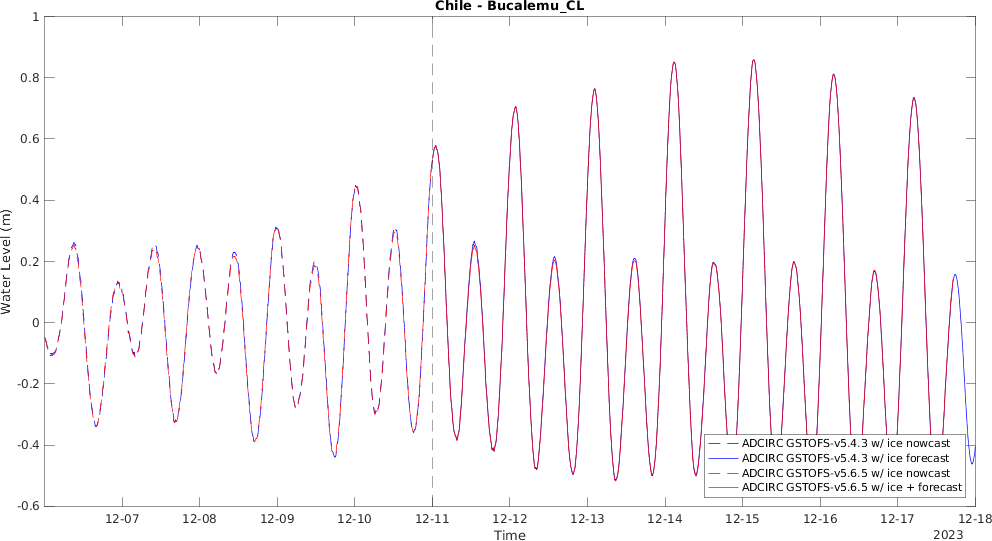 Chile - Bucalemu_CL
1
0.8
0.6
0.4
0.2
0
-0.2
-0.4
-0.6
Water Level (m)
ADCIRC GSTOFS-v5.4.3 w/ ice nowcast
ADCIRC GSTOFS-v5.4.3 w/ ice forecast
ADCIRC GSTOFS-v5.6.5 w/ ice nowcast
ADCIRC GSTOFS-v5.6.5 w/ ice + forecast
12-07 12-08 12-09 12-10 12-11 12-12 12-13 12-14 12-15 12-16 12-17 12-18
Time
2023